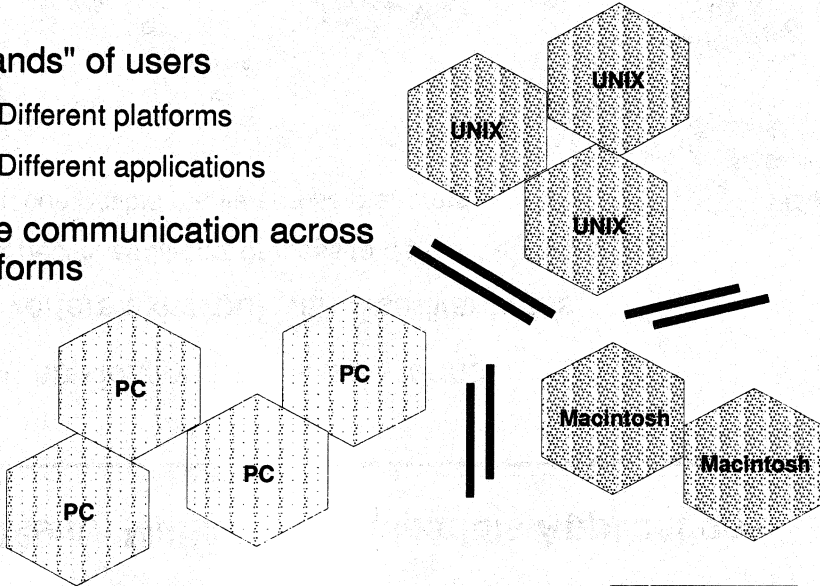 ands" of users
Different platforms
Different applications
e communication across
forms
UNIX
UNIX
UNIX
PC
PC
PC
PC
Macintosh
Macintosh